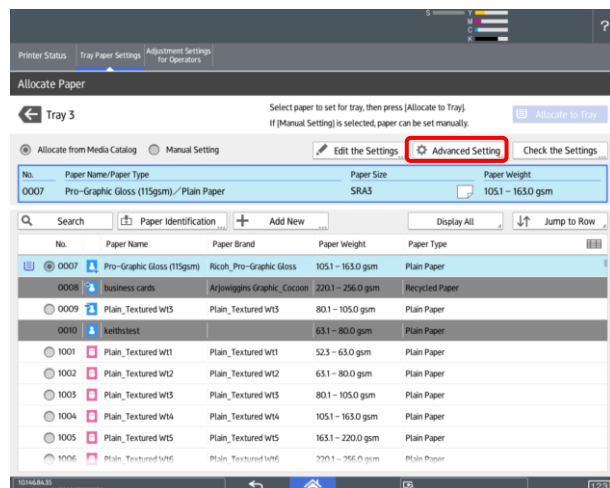 S Y
M
C
K
?
Printer Status Tray Paper Settings Adjustment Settings for Operators
Allocate Paper
Tray 3
Select paper to set for tray, then press [Allocate to Tray].
If [Manual Setting] is selected, paper can be set manually.
Allocate to Tray
Allocate from Media Catalog Manual Setting Edit the Settings Advanced Setting Check the Settings
No. Paper Name/Paper Type Paper Size Paper Weight
0007 Pro-Graphic Gloss (115gsm)／Plain Paper SRA3 105.1 – 163.0 gsm
Search Paper Identification Add New Display All Jump to Row
No. Paper Name Paper Brand Paper Weight Paper Type
0007 Pro-Graphic Gloss (115gsm) Ricoh_Pro-Graphic Gloss 105.1 – 163.0 gsm Plain Paper
0008 business cards Arjowiggins Graphic_Cocoon 220.1 – 256.0 gsm Recycled Paper
0009 Plain_Textured Wt3 Plain_Textured Wt3 80.1 – 105.0 gsm Plain Paper
0010 keithstest 63.1 – 80.0 gsm Plain Paper
1001 Plain_Textured Wt1 Plain_Textured Wt1 52.3 – 63.0 gsm Plain Paper
1002 Plain_Textured Wt2 Plain_Textured Wt2 63.1 – 80.0 gsm Plain Paper
1003 Plain_Textured Wt3 Plain_Textured Wt3 80.1 – 105.0 gsm Plain Paper
1004 Plain_Textured Wt4 Plain_Textured Wt4 105.1 – 163.0 gsm Plain Paper
1005 Plain_Textured Wt5 Plain_Textured Wt5 163.1 – 220.0 gsm Plain Paper
1006 Plain_Textured Wt6 Plain_Textured Wt6 220.1 – 256.0 gsm Plain Paper
10.146.84.35 123